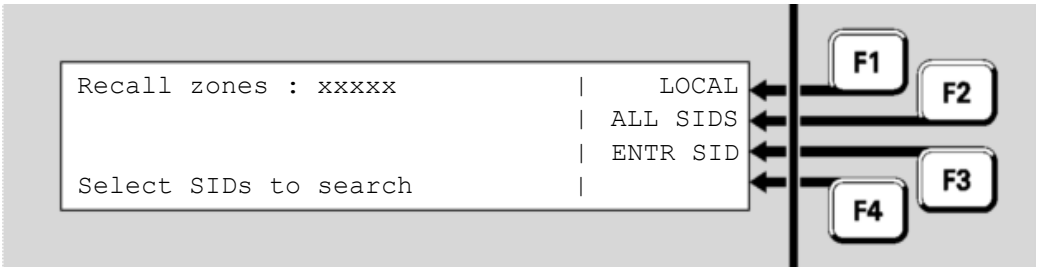 Recall zones : xxxxx | LOCAL
| ALL SIDS
| ENTR SID
Select SIDs to search |
F1
F2
F3
F4